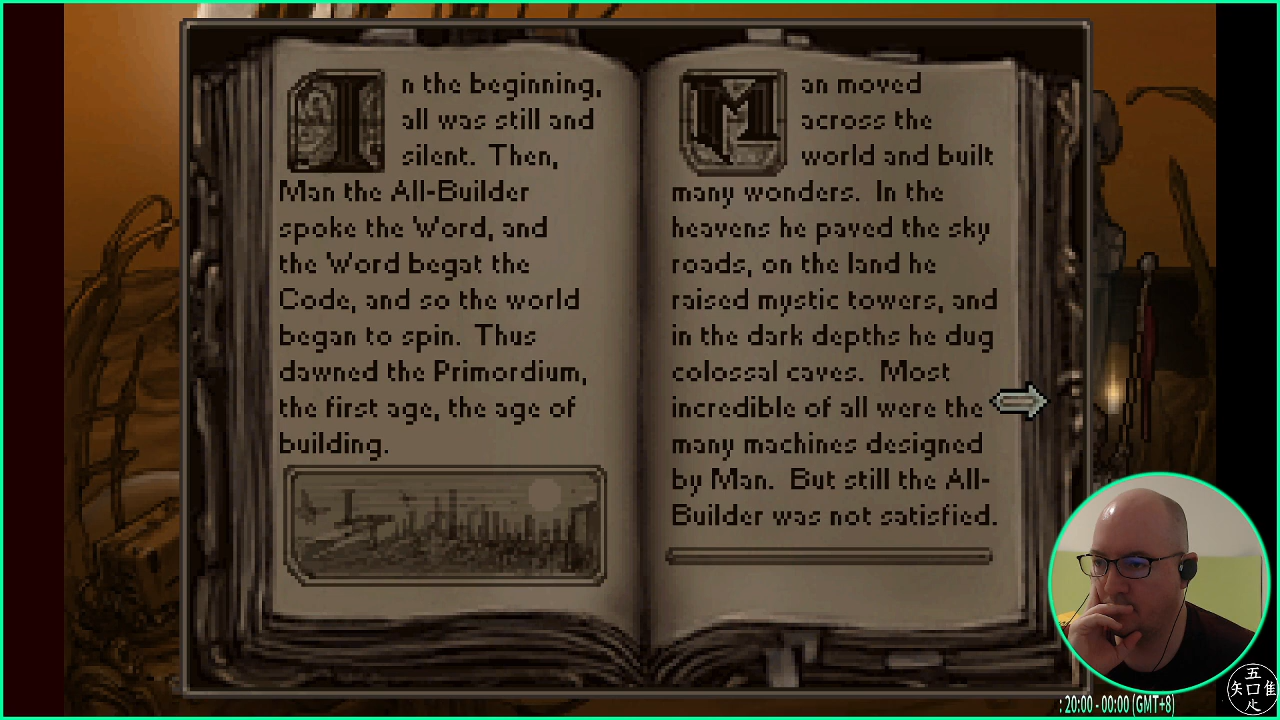 In the beginning,
all was still and
silent. Then,
Man the All-Builder
spoke the Word, and
the Word begat the
Code, and so the world
began to spin. Thus
dawned the Primordium,
the first age, the age of
building.
Man moved
across the
world and built
many wonders. In the
heavens he paved the sky
roads, on the land he
raised mystic towers, and
in the dark depths he dug
colossal caves. Most
incredible of all were the
many machines designed
by Man. But still the All-
Builder was not satisfied.
: 20:00 - 00:00 (GMT+8)